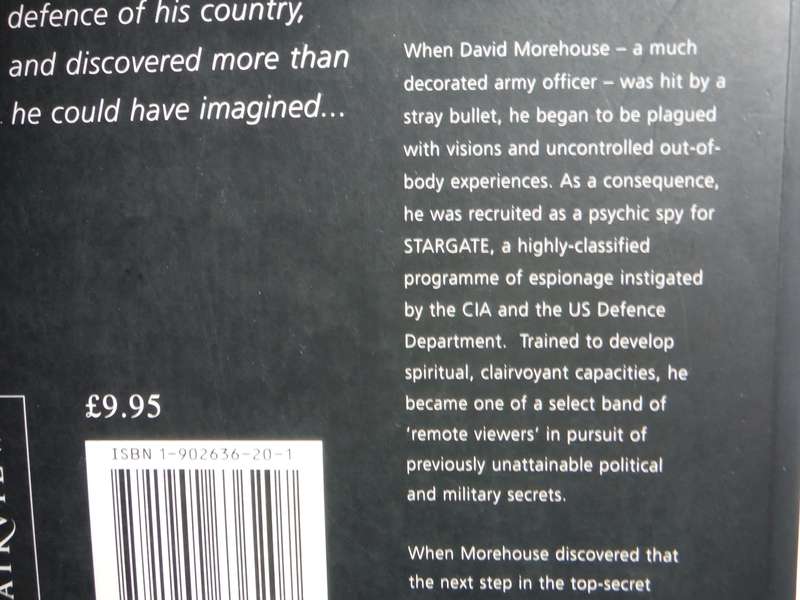 defence of his country,
and discovered more than
he could have imagined...
When David Morehouse – a much
decorated army officer – was hit by a
stray bullet, he began to be plagued
with visions and uncontrolled out-of-
body experiences. As a consequence,
he was recruited as a psychic spy for
STARGATE, a highly-classified
programme of espionage instigated
by the CIA and the US Defence
Department. Trained to develop
spiritual, clairvoyant capacities, he
became one of a select band of
'remote viewers' in pursuit of
previously unattainable political
and military secrets.
When Morehouse discovered that
the next step in the top-secret
£9.95
ISBN 1-902636-20-1